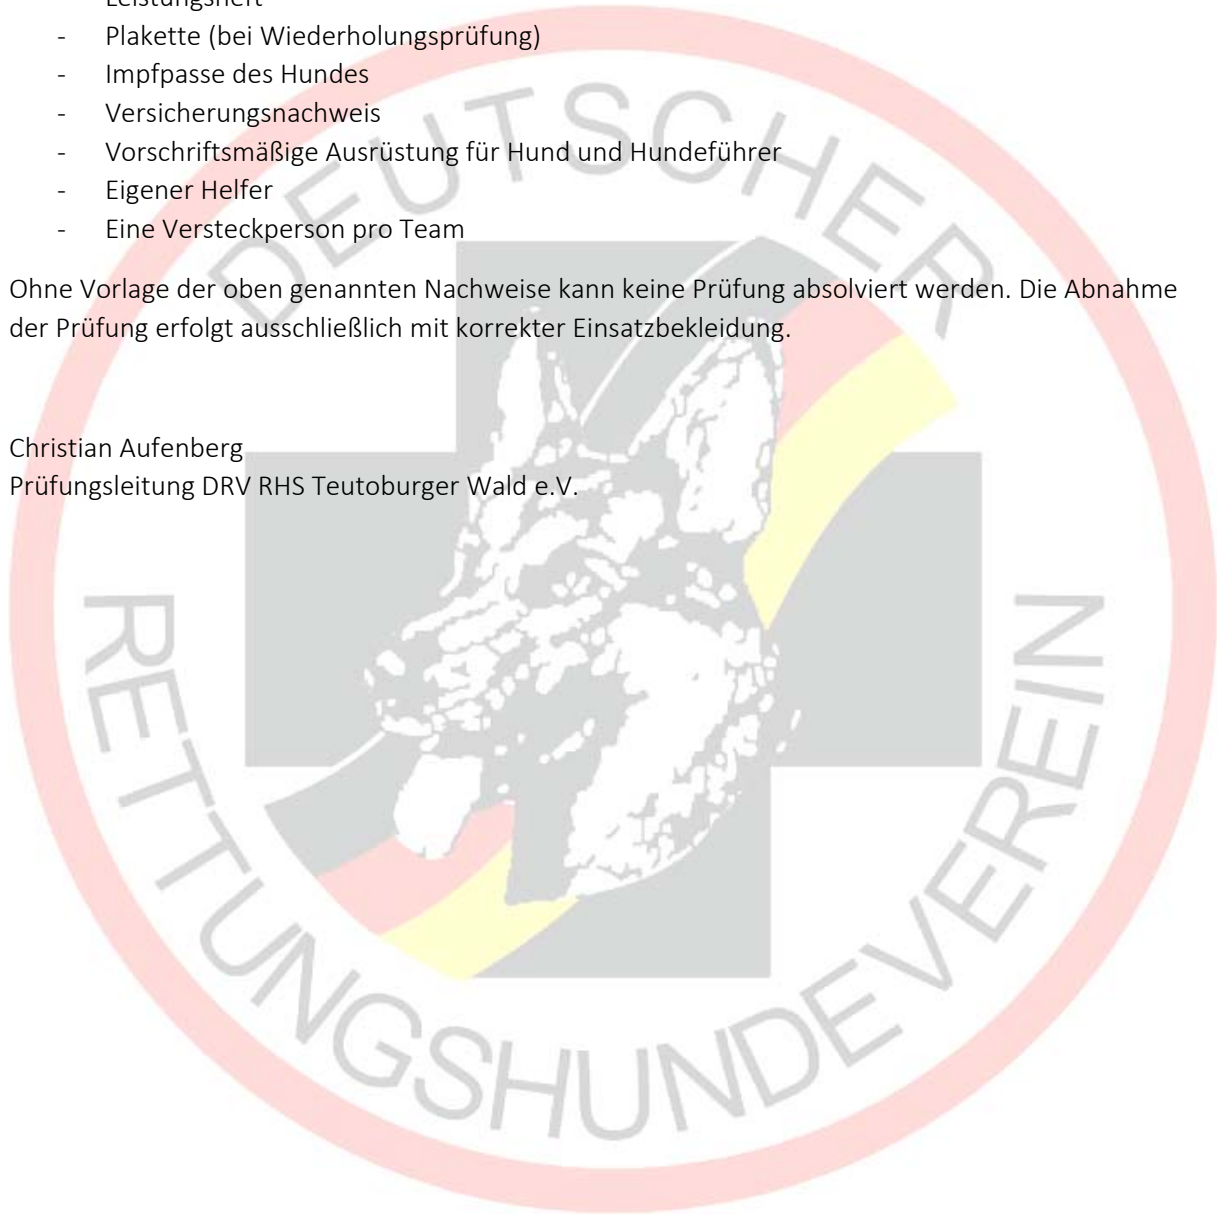 Leistungsheft
- Plakette (bei Wiederholungsprüfung)
- Impfpasse des Hundes
- Versicherungsnachweis
- Vorschriftsmäßige Ausrüstung für Hund und Hundeführer
- Eigener Helfer
- Eine Versteckperson pro Team
Ohne Vorlage der oben genannten Nachweise kann keine Prüfung absolviert werden. Die Abnahme
der Prüfung erfolgt ausschließlich mit korrekter Einsatzbekleidung.
Christian Aufenberg
Prüfungsleitung DRV RHS Teutoburger Wald e.V.
DEUTSCHER
RETTUNGSHUNDEVEREIN